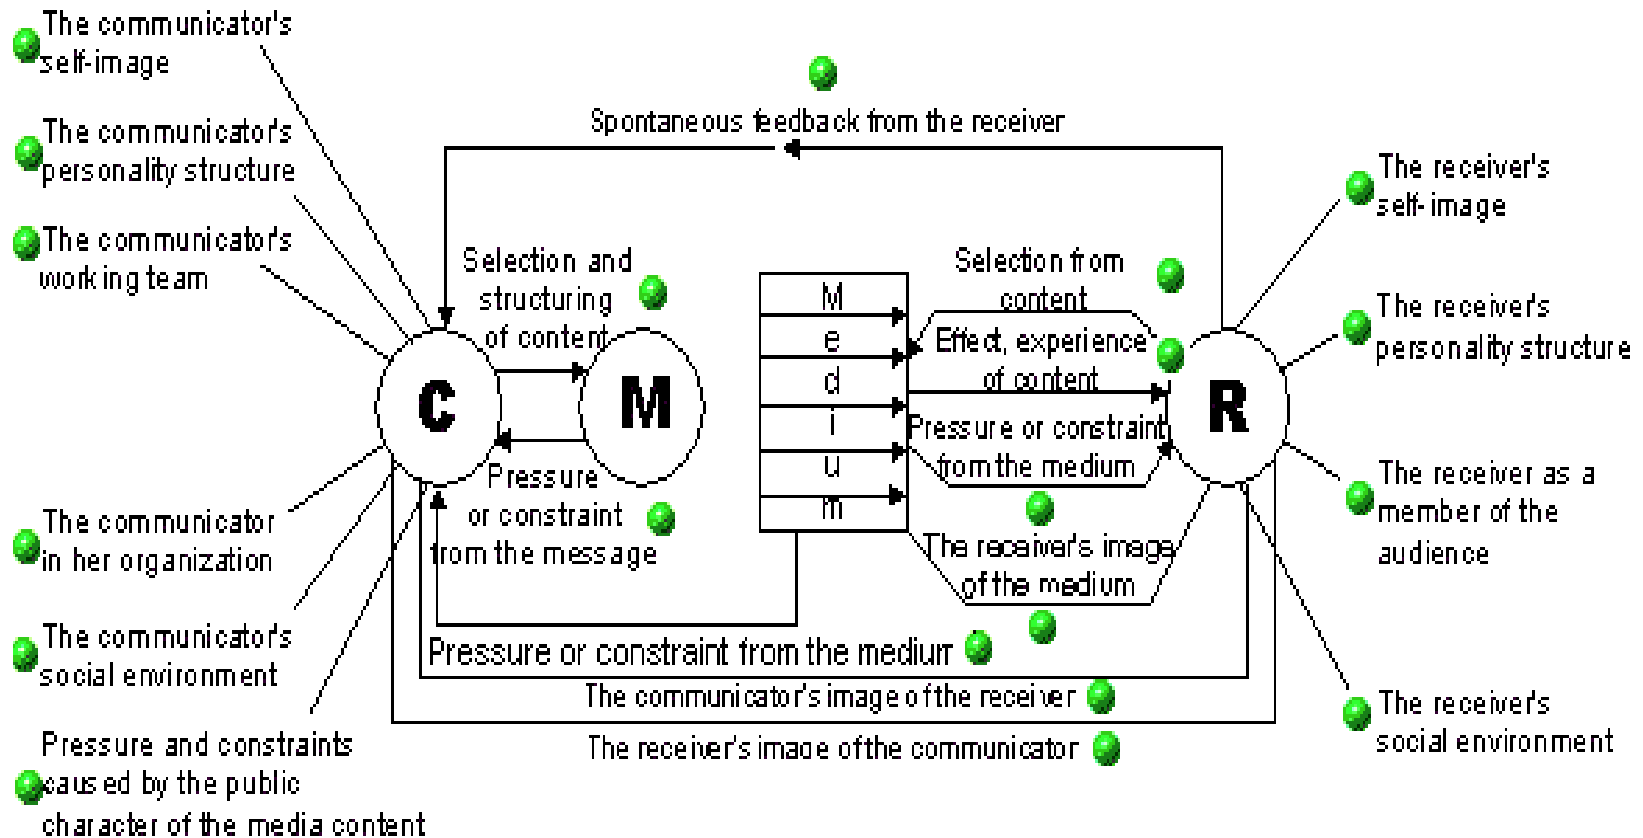 The communicator's
self-image
The communicator's
personality structure
The communicator's
working team
The communicator
in her organization
The communicator's
social environment
Pressure and constraints
caused by the public
character of the media content
Spontaneous feedback from the receiver
Selection and
structuring
of content
C
M
Pressure
or constraint
from the message
M
e
d
i
u
m
Selection from
content
Effect, experience
of content
Pressure or constraint
from the medium
The receiver's image
of the medium
R
Pressure or constraint from the medium
The communicator's image of the receiver
The receiver's image of the communicator
The receiver's
self-image
The receiver's
personality structure
The receiver as a
member of the
audience
The receiver's
social environment